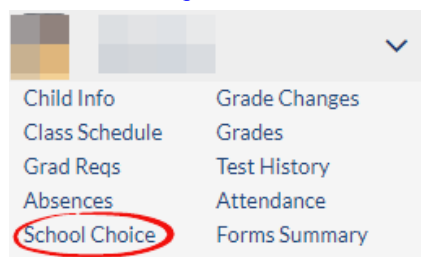 Child Info Grade Changes
Class Schedule Grades
Grad Reqs Test History
Absences Attendance
School Choice Forms Summary